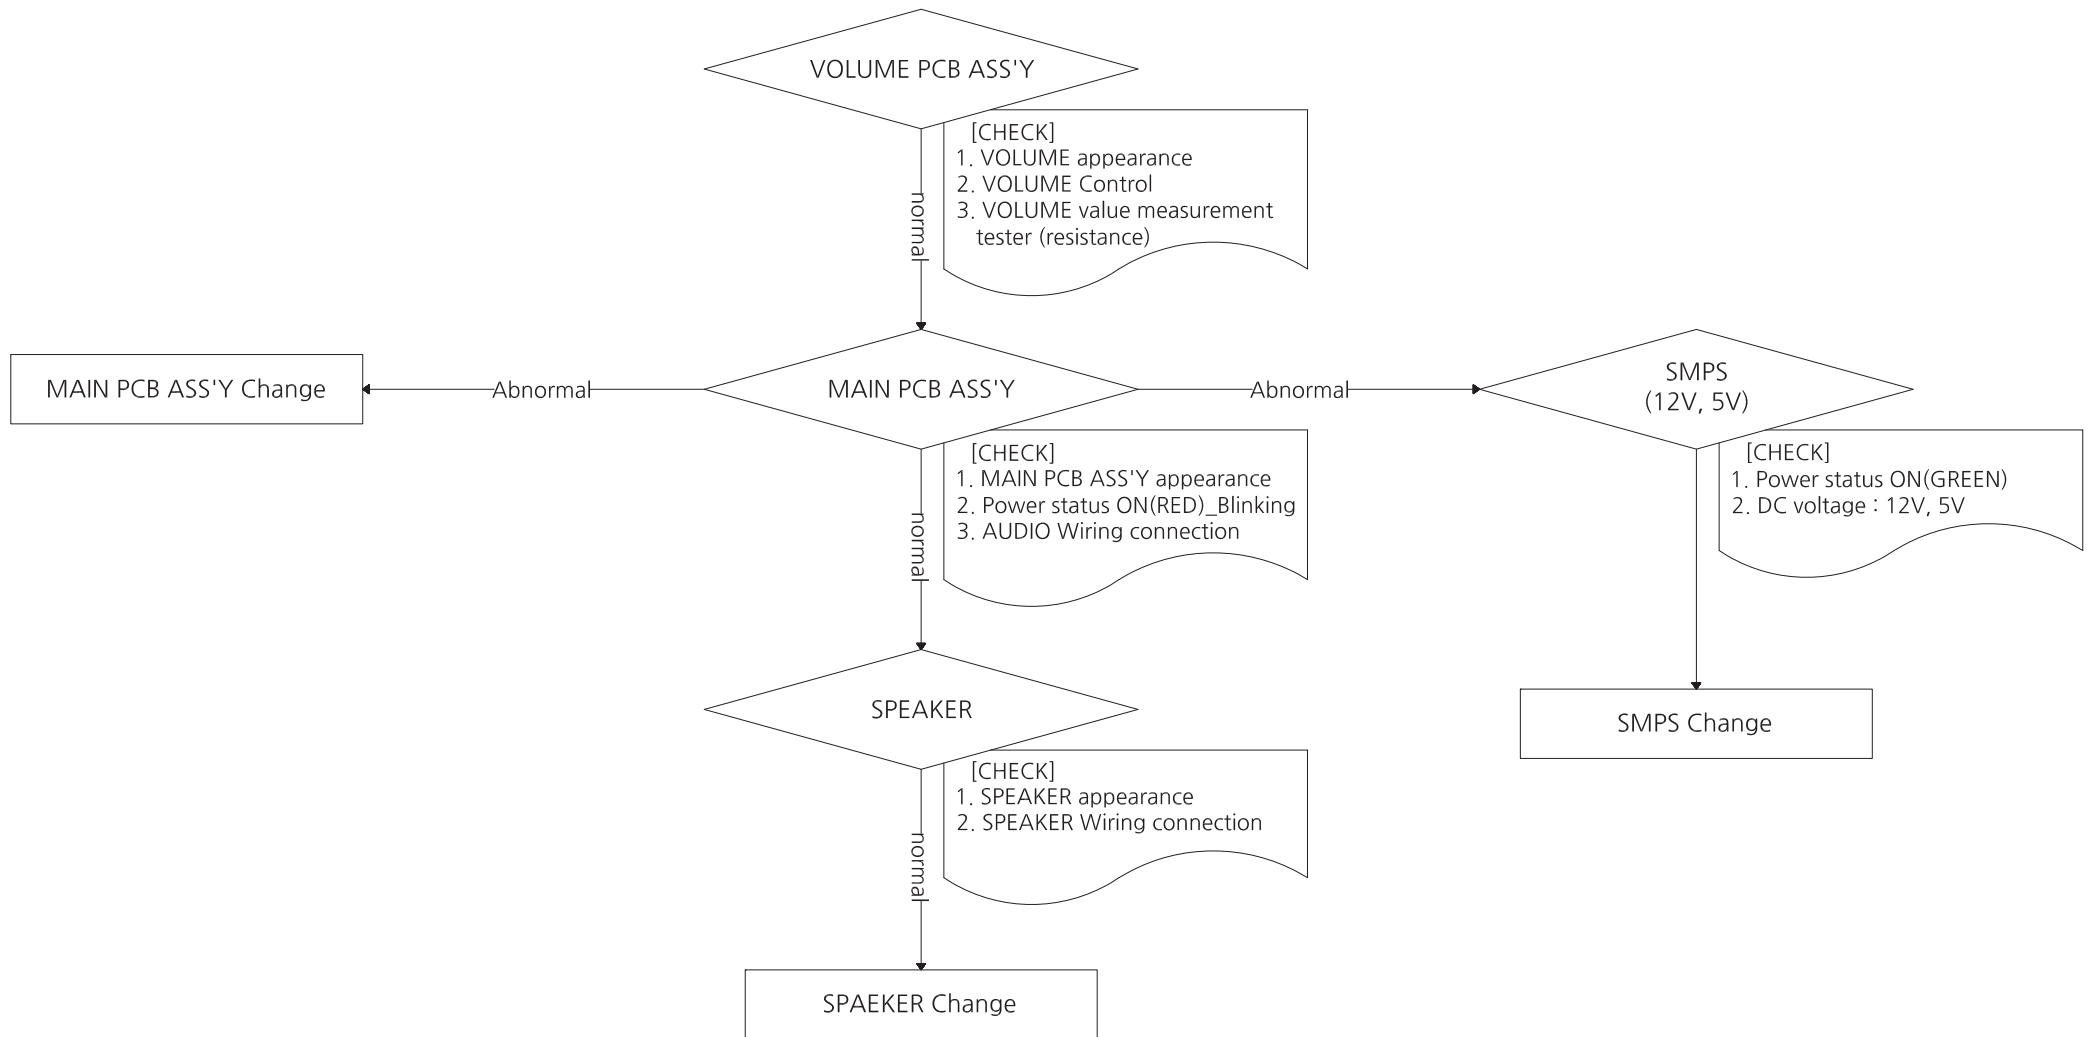 VOLUME PCB ASS'Y
[CHECK]
1. VOLUME appearance
2. VOLUME Control
3. VOLUME value measurement
tester (resistance)
normal
MAIN PCB ASS'Y Change
Abnormal
MAIN PCB ASS'Y
Abnormal
SMPS
(12V, 5V)
[CHECK]
1. MAIN PCB ASS'Y appearance
2. Power status ON(RED)_Blinking
3. AUDIO Wiring connection
normal
[CHECK]
1. Power status ON(GREEN)
2. DC voltage : 12V, 5V
SPEAKER
SMPS Change
[CHECK]
1. SPEAKER appearance
2. SPEAKER Wiring connection
normal
SPAEKER Change